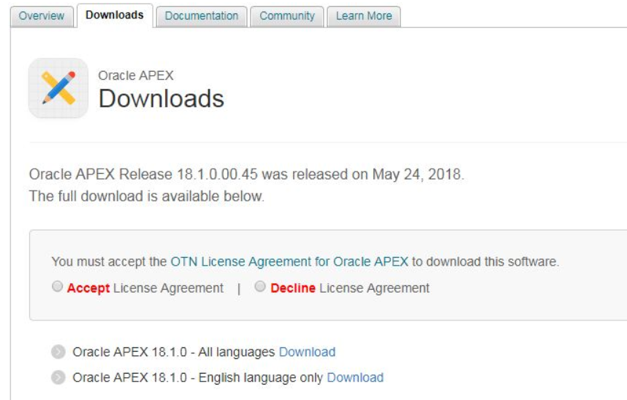 Overview Downloads Documentation Community Learn More
Oracle APEX
Downloads
Oracle APEX Release 18.1.0.00.45 was released on May 24, 2018.
The full download is available below.
You must accept the OTN License Agreement for Oracle APEX to download this software.
Accept License Agreement | Decline License Agreement
Oracle APEX 18.1.0 - All languages Download
Oracle APEX 18.1.0 - English language only Download